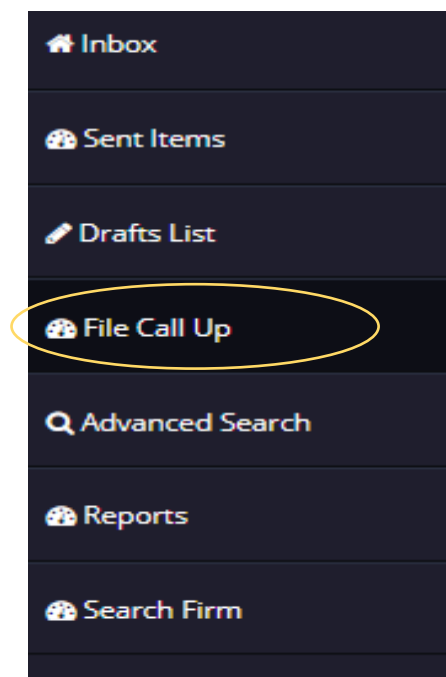 Inbox
Sent Items
Drafts List
File Call Up
Advanced Search
Reports
Search Firm